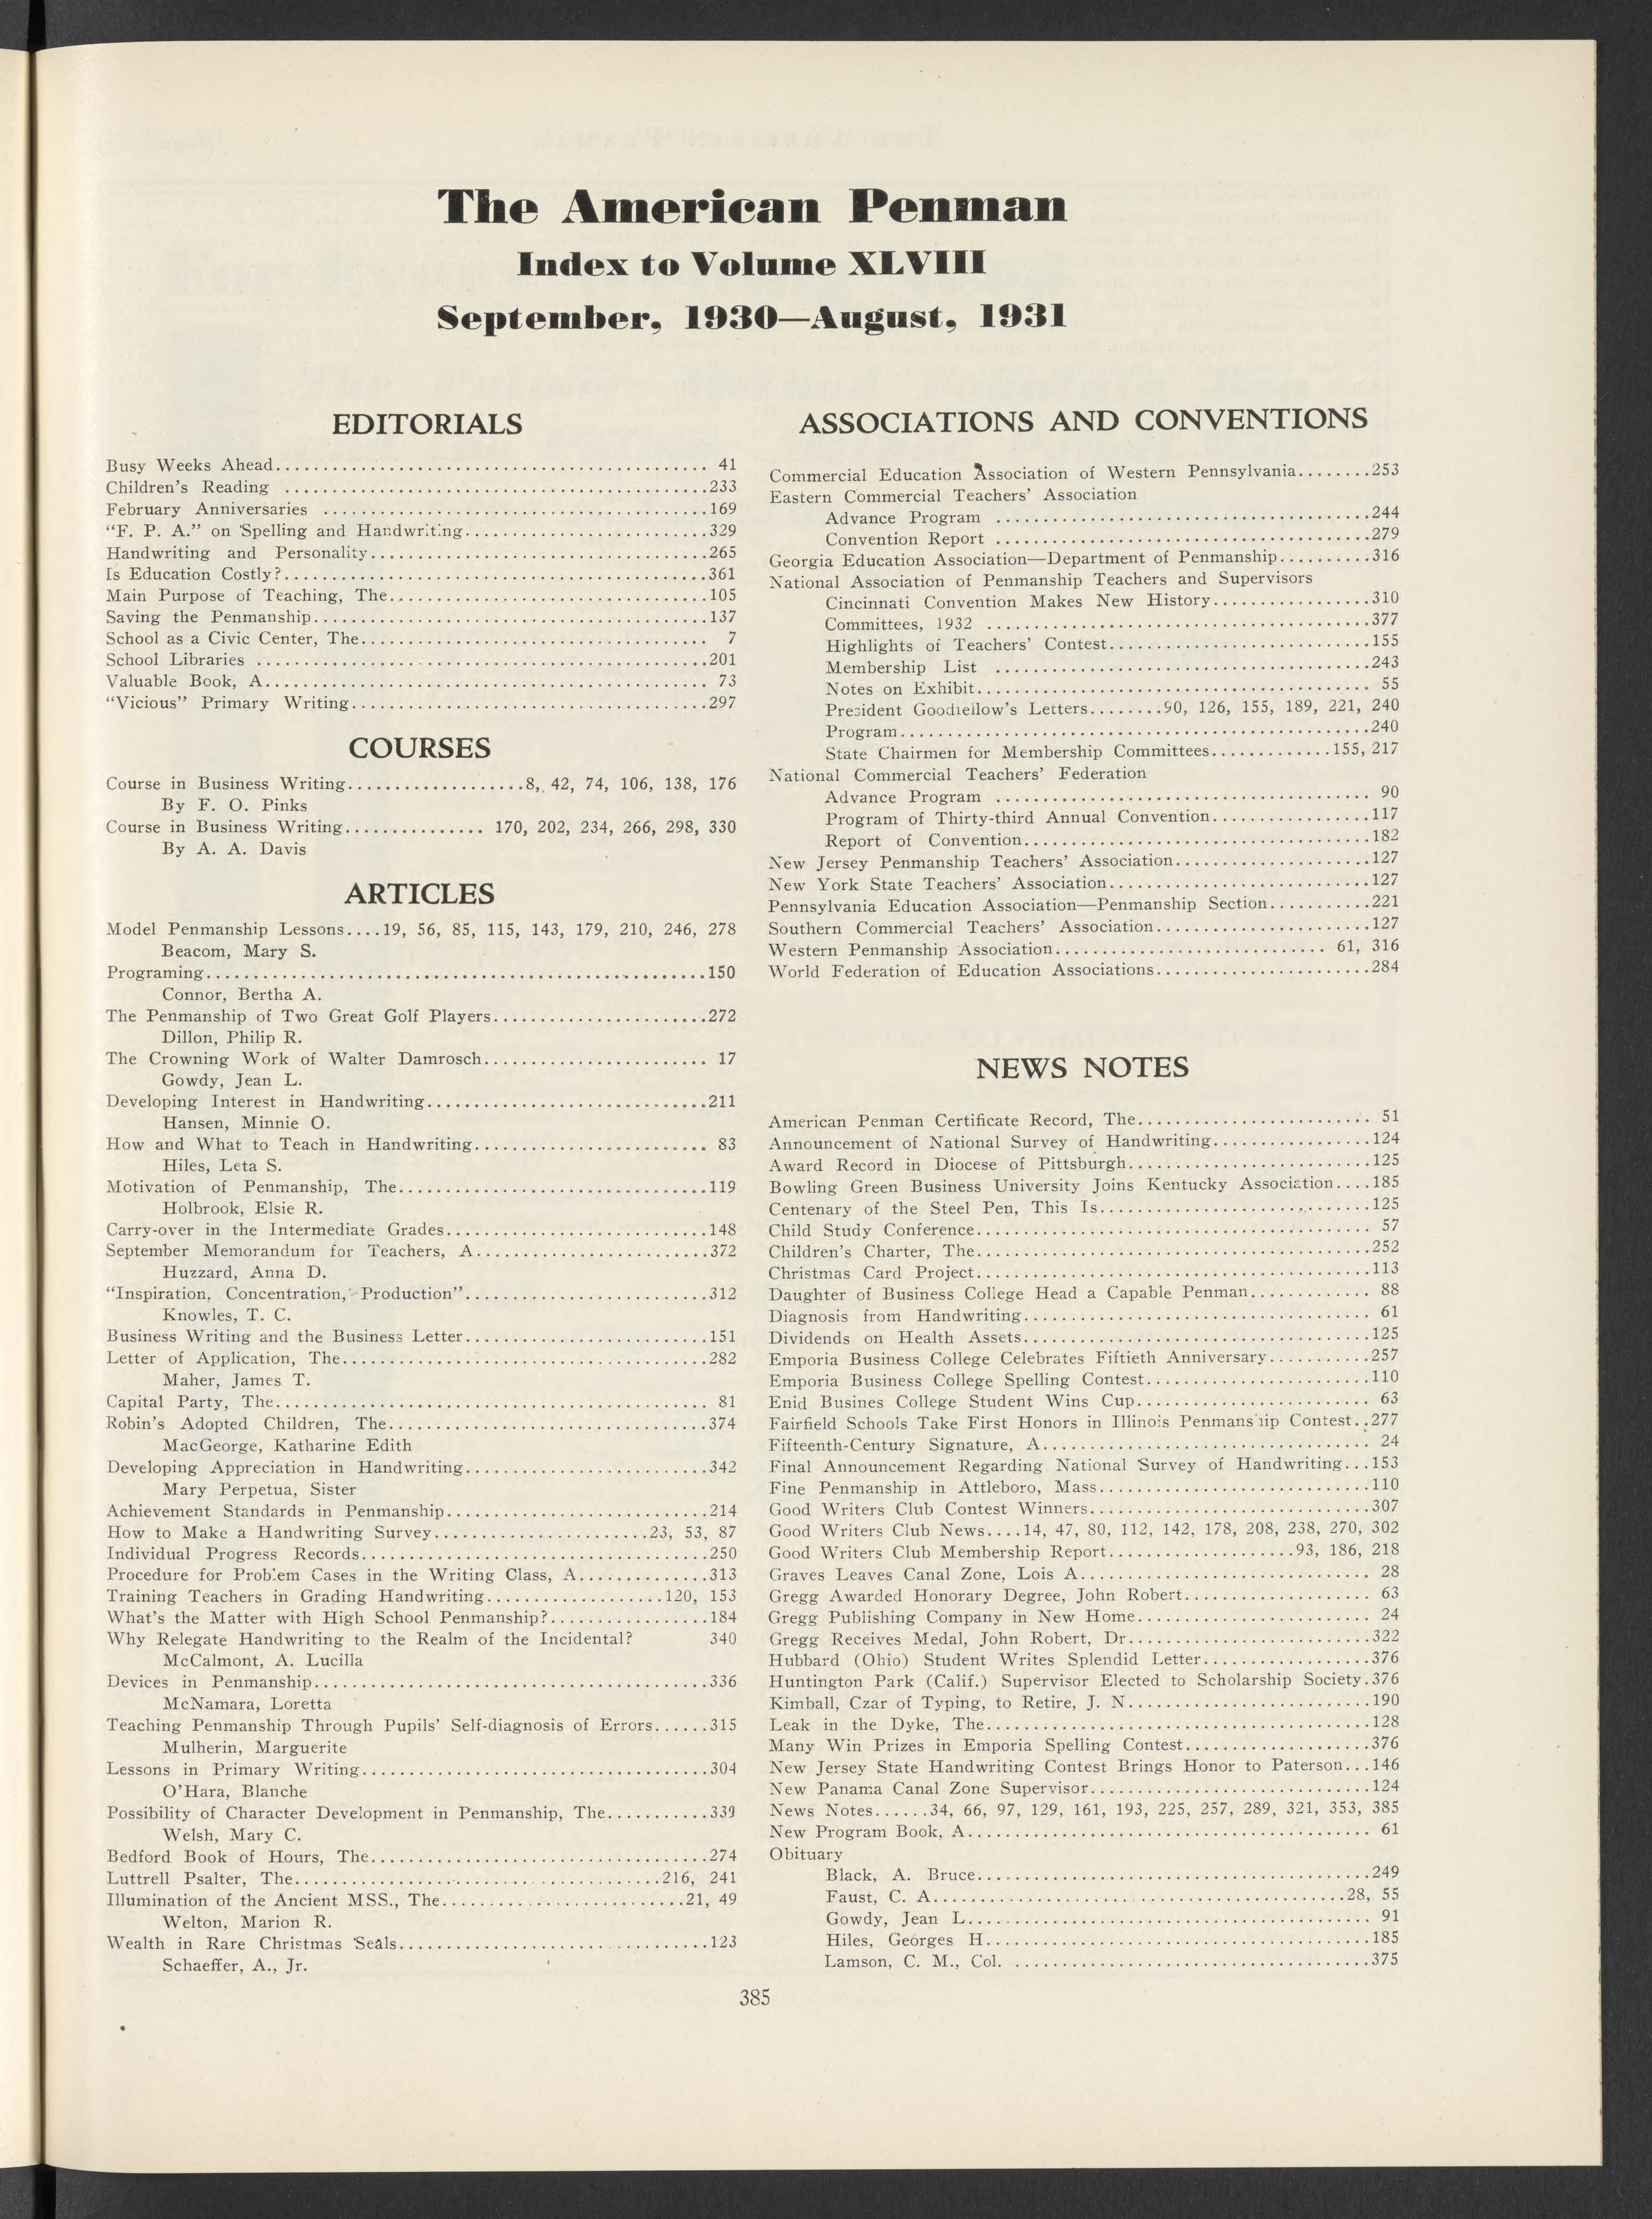 The American Penman
Index to Volume XLVIII
September, 1930—August, 1931
EDITORIALS
Busy Weeks Ahead.............................................. 41
Children's Reading .............................................233
February Anniversaries .........................................169
"F. P. A." on Spelling and Handwriting..........................329
Handwriting and Personality....................................265
Is Education Costly?.............................................361
Main Purpose of Teaching, The..................................105
Saving the Penmanship..........................................137
School as a Civic Center, The..................................... 7
School Libraries ................................................201
Valuable Book, A............................................... 73
"Vicious" Primary Writing......................................297
COURSES
Course in Business Writing...................8, 42, 74, 106, 138, 176
By F. O. Pinks
Course in Business Writing............... 170, 202, 234, 266, 298, 330
By A. A. Davis
ARTICLES
Model Penmanship Lessons....19, 56, 85, 115, 143, 179, 210, 246, 278
Beacom, Mary S.
Programing.....................................................150
Connor, Bertha A.
The Penmanship of Two Great Golf Players.......................272
Dillon, Philip R.
The Crowning Work of Walter Damrosch........................ 17
Gowdy, Jean L.
Developing Interest in Handwriting..............................211
Hansen, Minnie O.
How and What to Teach in Handwriting......................... 83
Hiles, Leta S.
Motivation of Penmanship, The.................................119
Holbrook, Elsie R.
Carry-over in the Intermediate Grades............................148
September Memorandum for Teachers, A.........................372
Huzzard, Anna D.
"Inspiration, Concentration, Production"..........................312
Knowles, T. C.
Business Writing and the Business Letter..........................151
Letter of Application, The.......................................282
Maher, James T.
Capital Party, The.............................................. 81
Robin's Adopted Children, The..................................374
MacGeorge, Katharine Edith
Developing Appreciation in Handwriting..........................342
Mary Perpetua, Sister
Achievement Standards in Penmanship............................214
How to Make a Handwriting Survey.......................23, 53, 87
Individual Progress Records.....................................250
Procedure for Problem Cases in the Writing Class, A..............313
Training Teachers in Grading Handwriting...................120, 153
What's the Matter with High School Penmanship?.................184
Why Relegate Handwriting to the Realm of the Incidental? 340
McCalmont, A. Lucilla
Devices in Penmanship..........................................336
McNamara, Loretta
Teaching Penmanship Through Pupils' Self-diagnosis of Errors......315
Mulherin, Marguerite
Lessons in Primary Writing.....................................304
O'Hara, Blanche
Possibility of Character Development in Penmanship, The...........339
Welsh, Mary C.
Bedford Book of Hours, The....................................274
Luttrell Psalter, The.......................................216, 241
Illumination of the Ancient MSS., The..........................21, 49
Welton, Marion R.
Wealth in Rare Christmas Seals.................................123
Schaeffer, A., Jr.
ASSOCIATIONS AND CONVENTIONS
Commercial Education Association of Western Pennsylvania........253
Eastern Commercial Teachers' Association
Advance Program ........................................244
Convention Report ........................................279
Georgia Education Association—Department of Penmanship..........316
National Association of Penmanship Teachers and Supervisors
Cincinnati Convention Makes New History.................310
Committees, 1932 .........................................377
Highlights of Teachers' Contest............................155
Membership List ........................................243
Notes on Exhibit.......................................... 55
President Goodfellow's Letters........90, 126, 155, 189, 221, 240
Program..................................................240
State Chairmen for Membership Committees.............155, 217
National Commercial Teachers' Federation
Advance Program ........................................ 90
Program of Thirty-third Annual Convention.................117
Report of Convention.....................................182
New Jersey Penmanship Teachers' Association.....................127
New York State Teachers' Association............................127
Pennsylvania Education Association—Penmanship Section...........221
Southern Commercial Teachers' Association.......................127
Western Penmanship Association............................. 61, 316
World Federation of Education Associations.......................284
NEWS NOTES
American Penman Certificate Record, The......................... 51
Announcement of National Survey of Handwriting.................124
Award Record in Diocese of Pittsburgh..........................125
Bowling Green Business University Joins Kentucky Association....185
Centenary of the Steel Pen, This Is.............................125
Child Study Conference.......................................... 57
Children's Charter, The..........................................252
Christmas Card Project..........................................113
Daughter of Business College Head a Capable Penman............. 88
Diagnosis from Handwriting..................................... 61
Dividends on Health Assets.....................................125
Emporia Business College Celebrates Fiftieth Anniversary...........257
Emporia Business College Spelling Contest........................110
Enid Busines College Student Wins Cup......................... 63
Fairfield Schools Take First Honors in Illinois Penmanship Contest..277
Fifteenth-Century Signature, A................................... 24
Final Announcement Regarding National Survey of Handwriting...153
Fine Penmanship in Attleboro, Mass.............................110
Good Writers Club Contest Winners..............................307
Good Writers Club News....14, 47, 80, 112, 142, 178, 208, 238, 270, 302
Good Writers Club Membership Report....................93, 186, 218
Graves Leaves Canal Zone, Lois A............................... 28
Gregg Awarded Honorary Degree, John Robert.................... 63
Gregg Publishing Company in New Home......................... 24
Gregg Receives Medal, John Robert, Dr..........................322
Hubbard (Ohio) Student Writes Splendid Letter..................376
Huntington Park (Calif.) Supervisor Elected to Scholarship Society.376
Kimball, Czar of Typing, to Retire, J. N..........................190
Leak in the Dyke, The.........................................128
Many Win Prizes in Emporia Spelling Contest....................376
New Jersey State Handwriting Contest Brings Honor to Paterson...146
New Panama Canal Zone Supervisor..............................124
News Notes......34, 66, 97, 129, 161, 193, 225, 257, 289, 321, 353, 385
New Program Book, A........................................... 61
Obituary
Black, A. Bruce..........................................249
Faust, C. A............................................28, 55
Gowdy, Jean L........................................... 91
Hiles, Georges H.........................................185
Lamson, C. M., Col. ......................................375
385